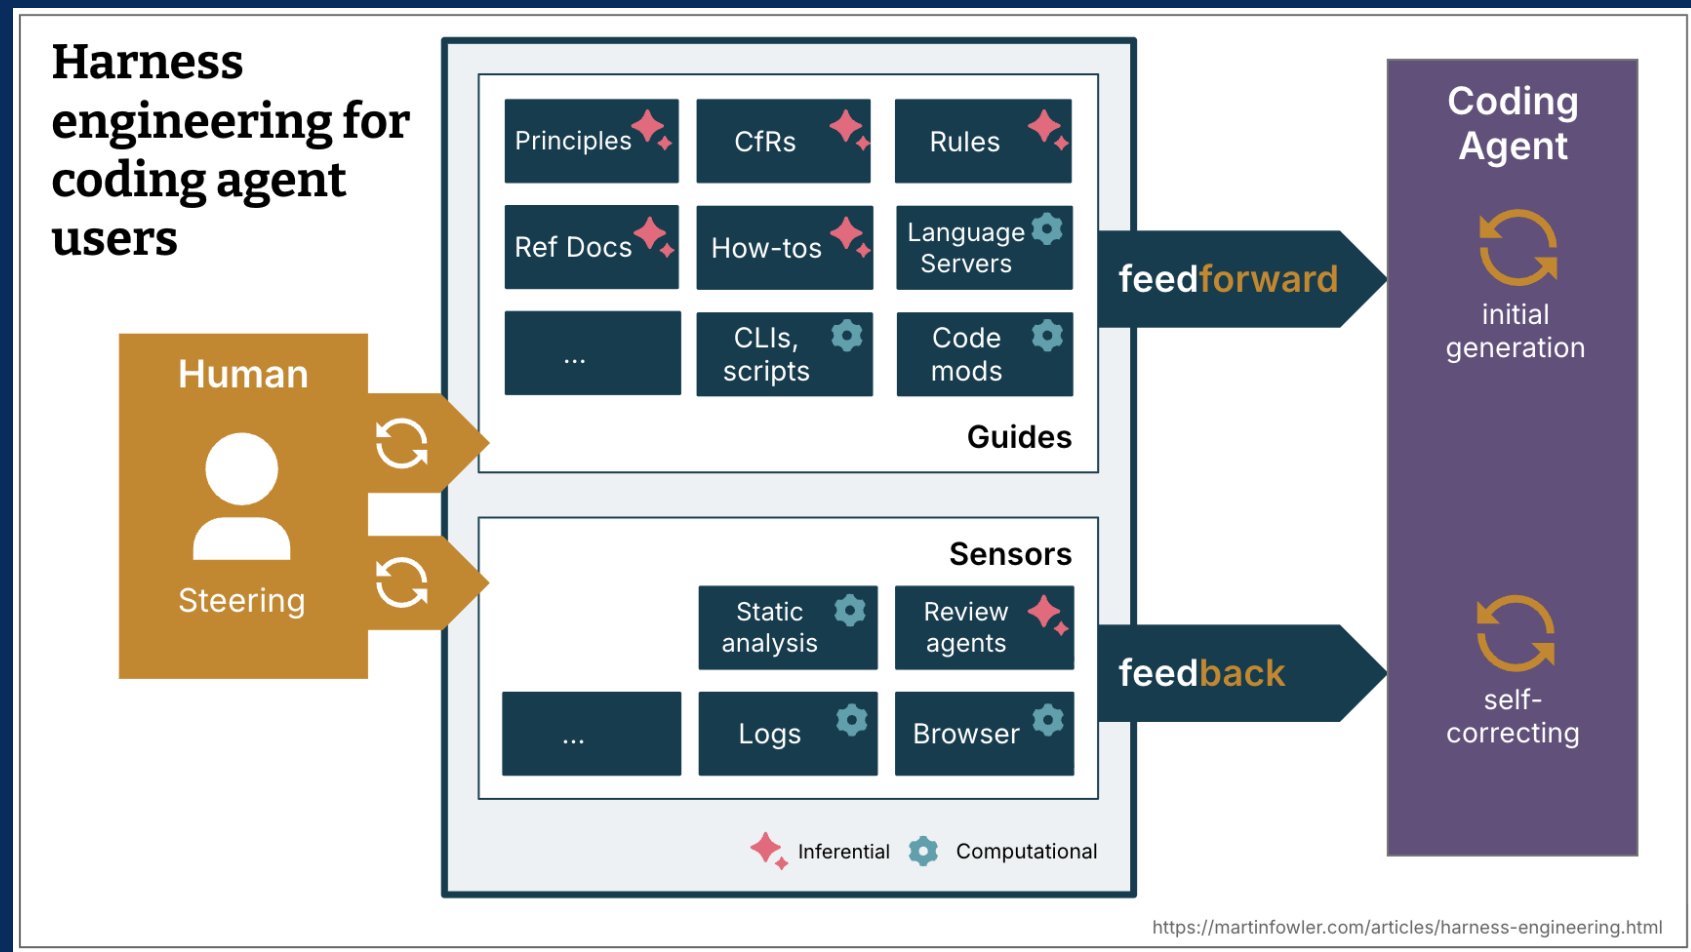 Harness
engineering for
coding agent
users
Human
Steering
Principles
CfRs
Rules
Ref Docs
How-tos
Language
Servers
...
CLIs,
scripts
Code
mods
Guides
Sensors
Static
analysis
Review
agents
...
Logs
Browser
Inferential
Computational
feedforward
feedback
Coding
Agent
initial
generation
self-
correcting
https://martinfowler.com/articles/harness-engineering.html